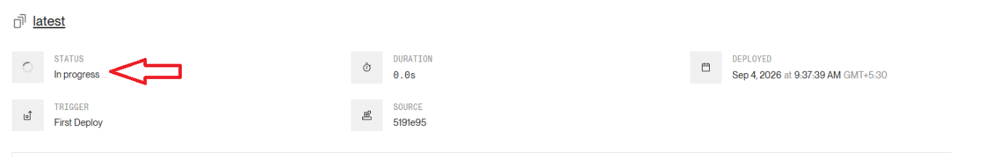 latest
STATUS
In progress
DURATION
0.0s
DEPLOYED
Sep 4, 2026 at 9:37:39 AM GMT+5:30
TRIGGER
First Deploy
SOURCE
5191e95